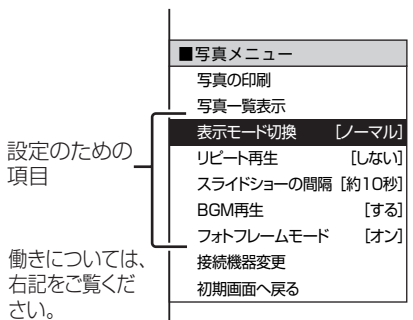 ■写真メニュー
写真の印刷
写真一覧表示
表示モード切換 [ノーマル]
リピート再生 [しない]
スライドショーの間隔 [約10秒]
BGM再生 [する]
フォトフレームモード [オン]
接続機器変更
初期画面へ戻る
設定のための
項目
働きについては、
右記をご覧くだ
さい。